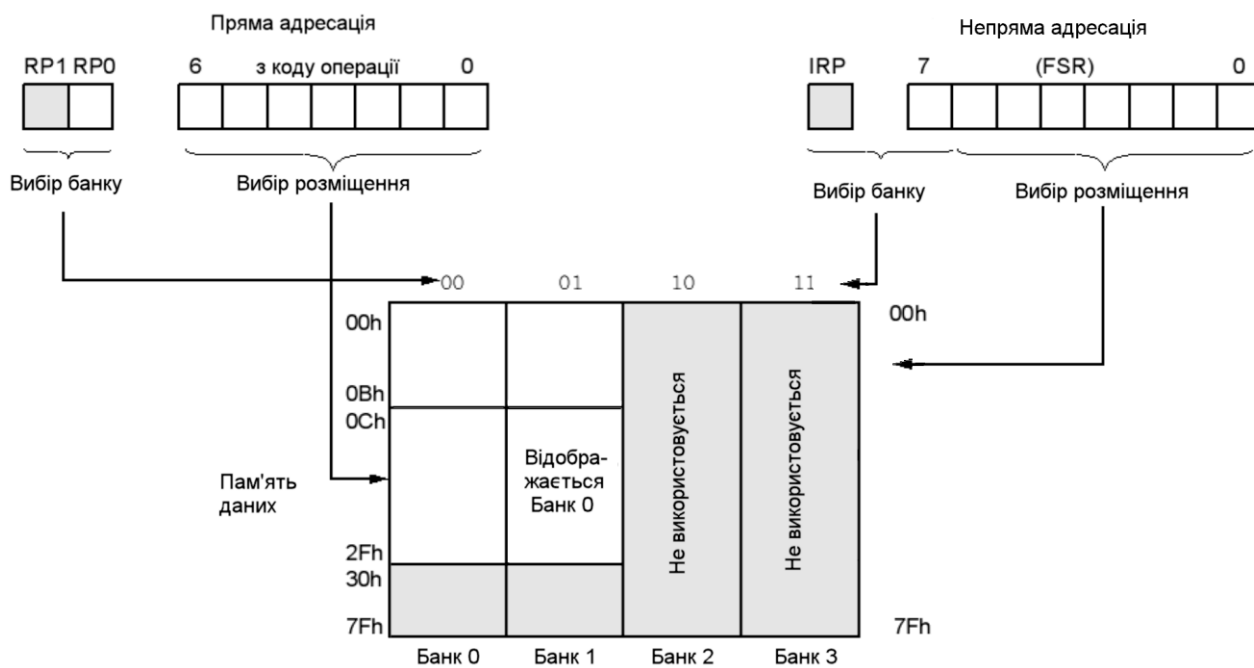 Пряма адресація
RP1 RP0 6 з коду операції 0
Вибір банку Вибір розміщення
Непряма адресація
IRP 7 (FSR) 0
Вибір банку Вибір розміщення
00 01 10 11
00h
0Bh
0Ch
2Fh
30h
7Fh
Пам'ять
даних
Відобра-
жається
Банк 0
Не використовується
Не використовується
00h
7Fh
Банк 0 Банк 1 Банк 2 Банк 3